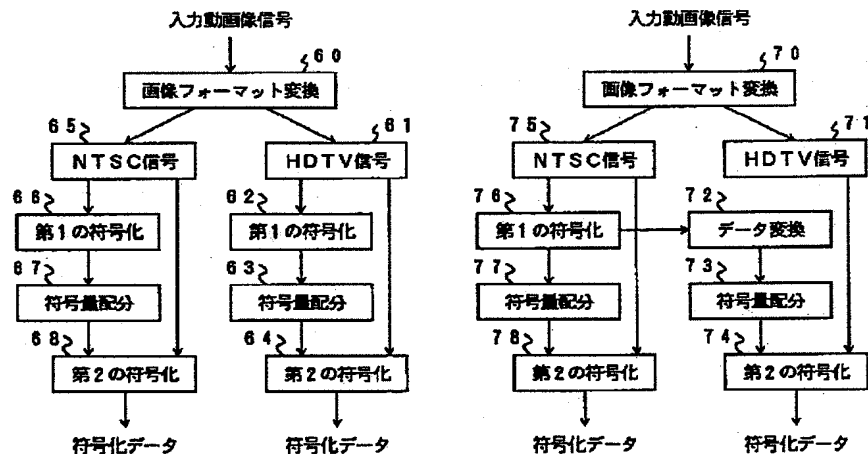 入力動画像信号
60
画像フォーマット変換
65
61
NTSC信号
HDTV信号
66
62
第1の符号化
第1の符号化
67
63
符号量配分
符号量配分
68
64
第2の符号化
第2の符号化
符号化データ
符号化データ
入力動画像信号
70
画像フォーマット変換
75
71
NTSC信号
HDTV信号
76
72
第1の符号化
データ変換
77
73
符号量配分
符号量配分
78
74
第2の符号化
第2の符号化
符号化データ
符号化データ